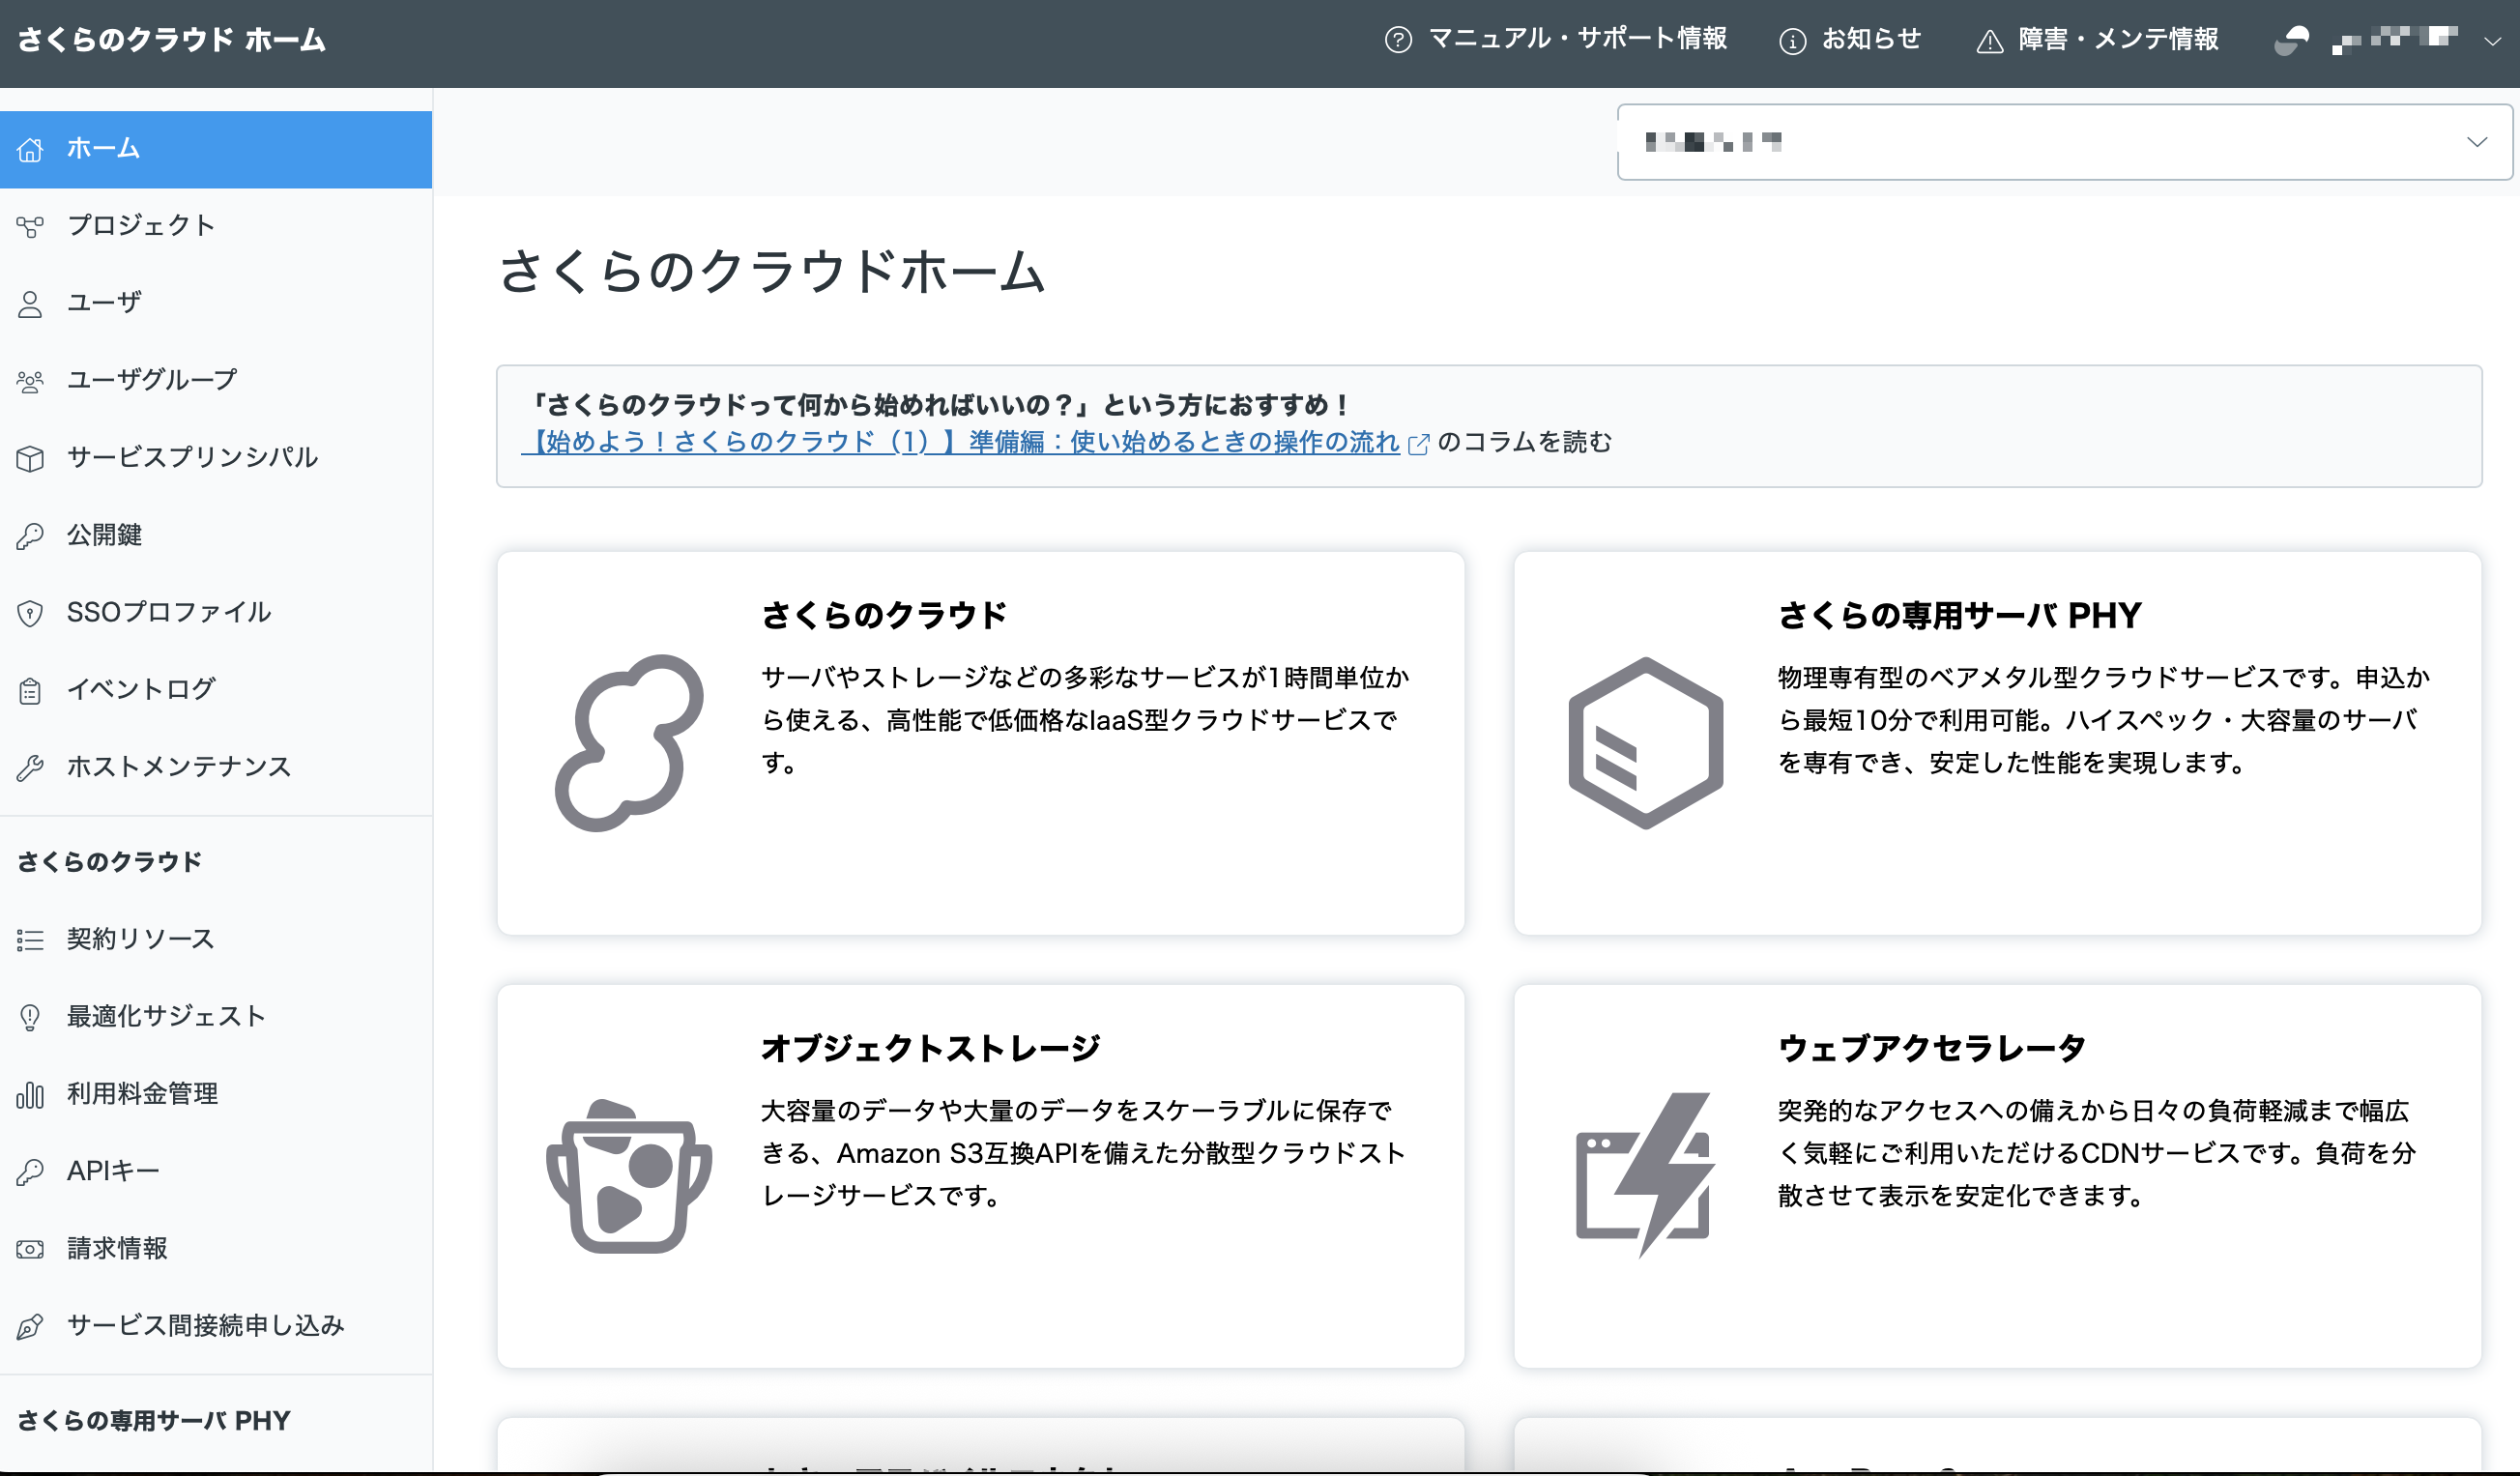 さくらのクラウド ホーム
マニュアル・サポート情報
お知らせ
障害・メンテ情報
ホーム
プロジェクト
ユーザ
ユーザグループ
サービスプリンシパル
公開鍵
SSOプロファイル
イベントログ
ホストメンテナンス
さくらのクラウド
契約リソース
最適化サジェスト
利用料金管理
APIキー
請求情報
サービス間接続申し込み
さくらの専用サーバ PHY
さくらのクラウドホーム
「さくらのクラウドって何から始めればいいの？」という方におすすめ！
【始めよう！さくらのクラウド（1）】準備編：使い始めるときの操作の流れ のコラムを読む
さくらのクラウド
サーバやストレージなどの多彩なサービスが1時間単位か
ら使える、高性能で低価格なIaaS型クラウドサービスで
す。
さくらの専用サーバ PHY
物理専有型のベアメタル型クラウドサービスです。申込か
ら最短10分で利用可能。ハイスペック・大容量のサーバ
を専有でき、安定した性能を実現します。
オブジェクトストレージ
大容量のデータや大量のデータをスケーラブルに保存で
きる、Amazon S3互換APIを備えた分散型クラウドスト
レージサービスです。
ウェブアクセラレータ
突発的なアクセスへの備えから日々の負荷軽減まで幅広
く気軽にご利用いただけるCDNサービスです。負荷を分
散させて表示を安定化できます。